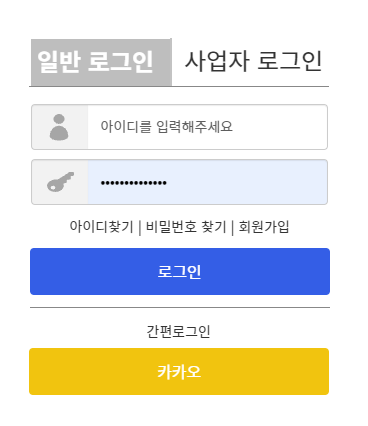 일반 로그인 사업자 로그인
아이디를 입력해주세요
••••••••••••••
아이디찾기 | 비밀번호 찾기 | 회원가입
로그인
간편로그인
카카오